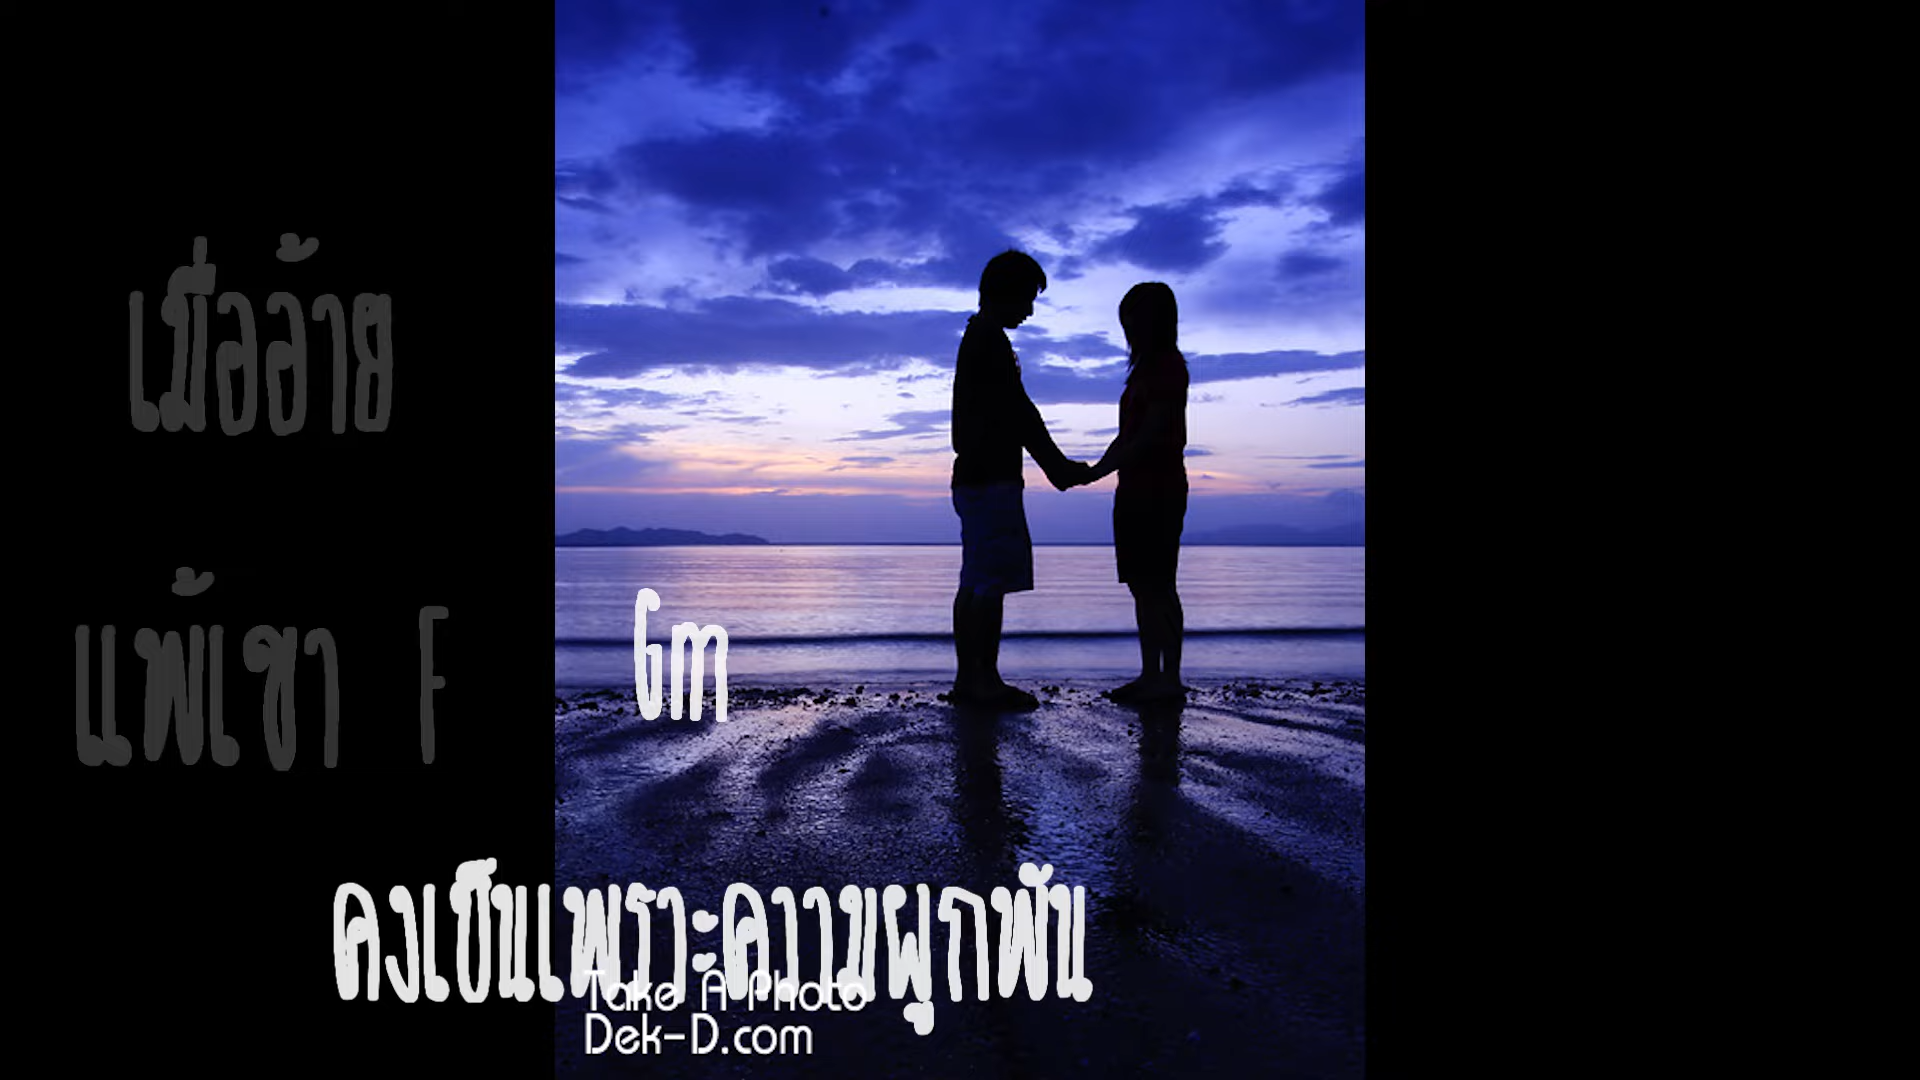 เมื่ออ้าย
แพ้เขา F
Gm
คงเซ็นเพราะความผูกพัน
Take A Photo
Dek-D.com